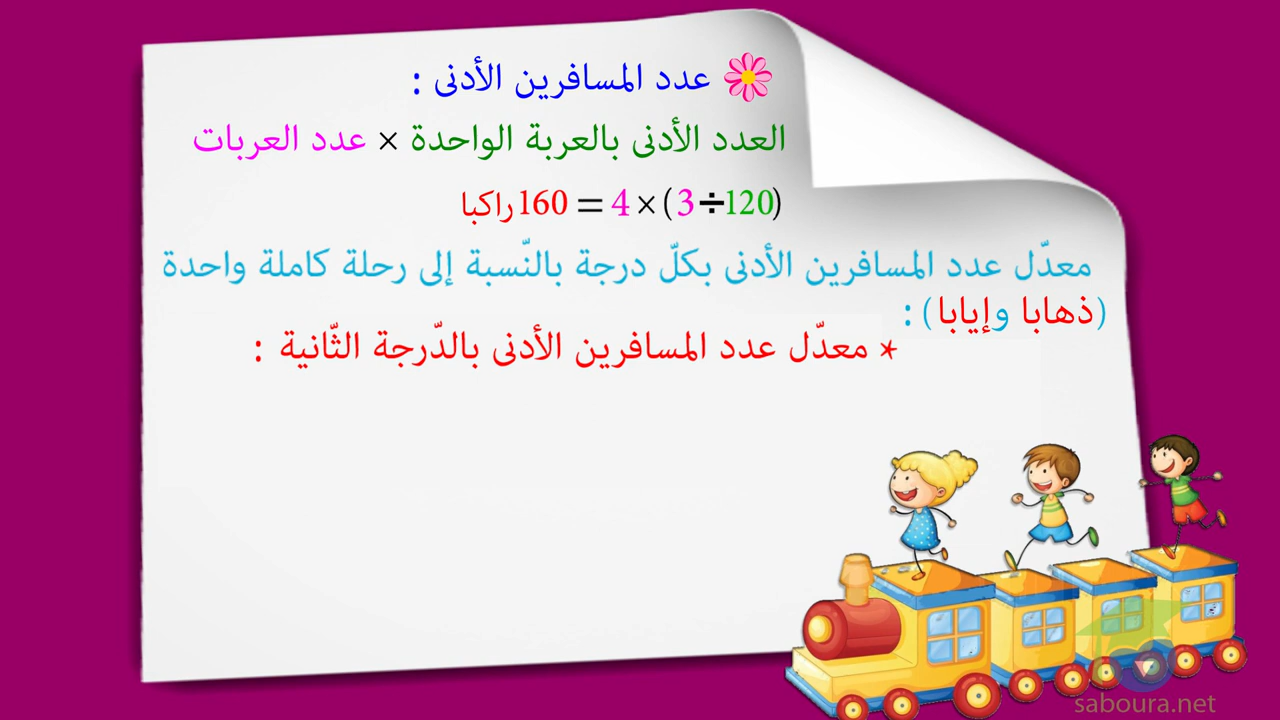 عدد المسافرين الأدنى :
العدد الأدنى بالعربة الواحدة × عدد العربات
(120÷3)×4 = 160راكبا
معدّل عدد المسافرين الأدنى بكلّ درجة بالنّسبة إلى رحلة كاملة واحدة
(ذهابا وإيابا) :
* معدّل عدد المسافرين الأدنى بالدّرجة الثّانية :
saboura.net